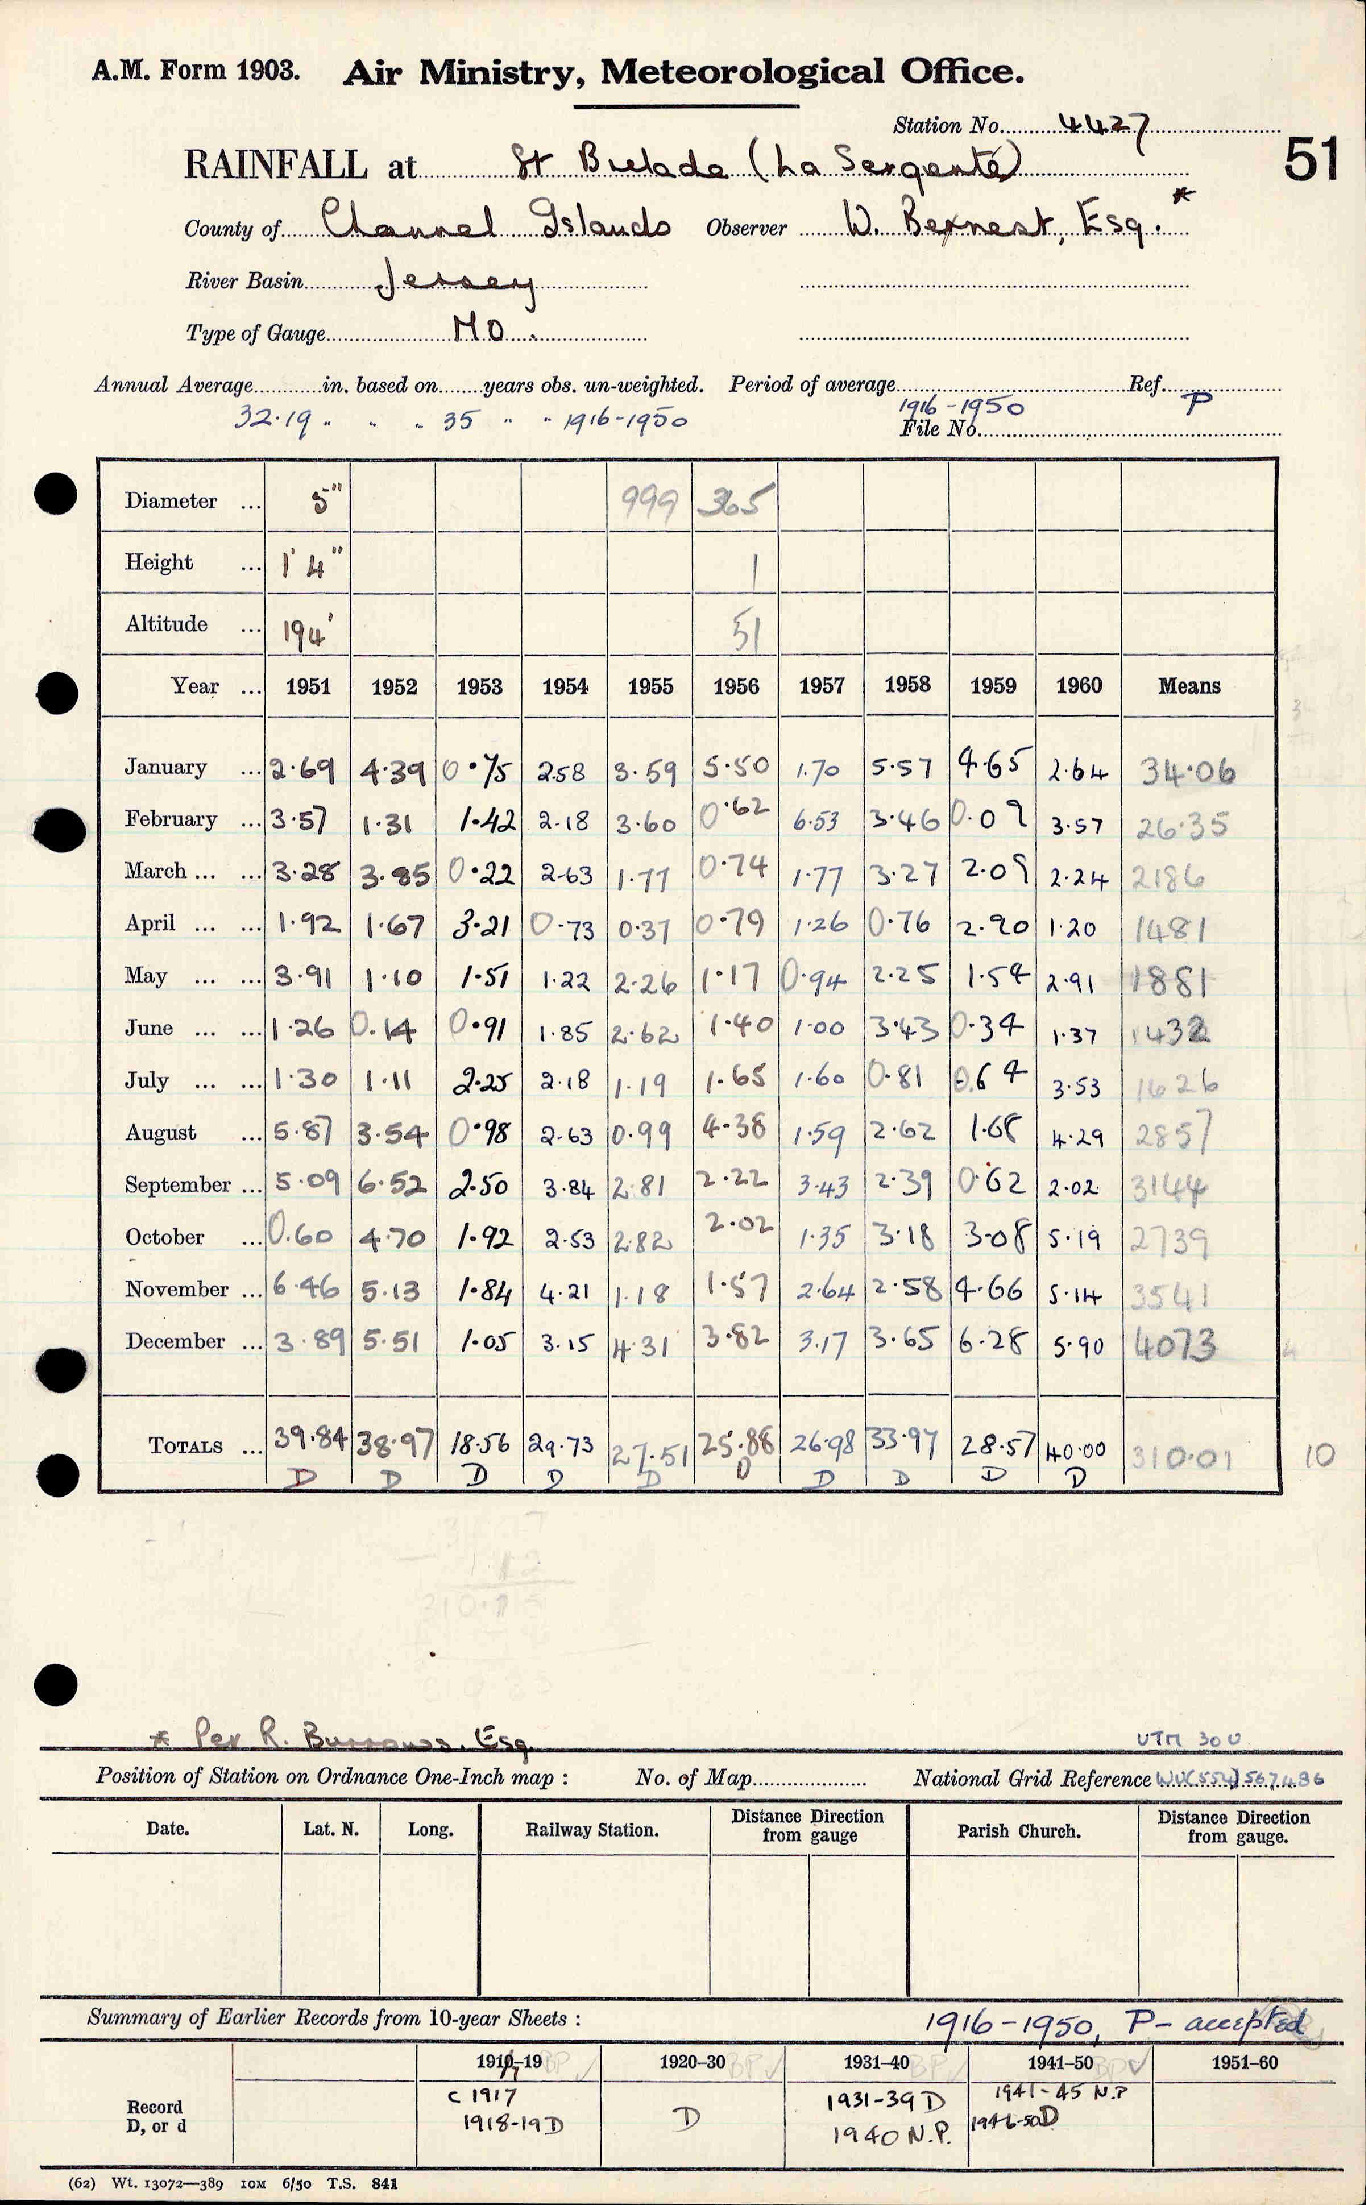 A.M. Form 1903. Air Ministry, Meteorological Office.
Station No. 4427
51
RAINFALL at St Brelade (La Sergente)
County of Channel Islands Observer W. Bernest, Esq. *
River Basin Jersey
Type of Gauge MO.
Annual Average in. based on years obs. un-weighted. Period of average 1916-1950 Ref. P
32.19 " " " 35 " " 1916-1950
File No.
Diameter ... 5" 999 365
Height ... 1' 4" 1
Altitude ... 194' 51
Year ... 1951 1952 1953 1954 1955 1956 1957 1958 1959 1960 Means
January ... 2.69 4.39 0.75 2.58 3.59 5.50 1.70 5.57 4.65 2.64 34.06
February ... 3.57 1.31 1.42 2.18 3.60 0.62 6.53 3.46 0.09 3.57 26.35
March ... ... 3.28 3.85 0.22 2.63 1.77 0.74 1.77 3.27 2.09 2.24 2186
April ... ... 1.92 1.67 3.21 0.73 0.37 0.79 1.26 0.76 2.90 1.20 1481
May ... ... 3.91 1.10 1.51 1.22 2.26 1.17 0.94 2.25 1.54 2.91 1881
June ... ... 1.26 0.14 0.91 1.85 2.62 1.40 1.00 3.43 0.34 1.37 1432
July ... ... 1.30 1.11 2.25 2.18 1.19 1.65 1.60 0.81 0.64 3.53 1626
August ... 5.87 3.54 0.98 2.63 0.99 4.38 1.59 2.62 1.68 4.29 2857
September ... 5.09 6.52 2.50 3.84 2.81 2.22 3.43 2.39 0.62 2.02 3144
October ... 0.60 4.70 1.92 2.53 2.82 2.02 1.35 3.18 3.08 5.19 2739
November ... 6.46 5.13 1.84 4.21 1.18 1.57 2.64 2.58 4.66 5.14 3541
December ... 3.89 5.51 1.05 3.15 4.31 3.82 3.17 3.65 6.28 5.90 4073
TOTALS ... 39.84 38.97 18.56 29.73 27.51 25.88 26.98 33.97 28.57 40.00 310.01 10
D D D D D D D D D D
* Per R. Burrows, Esq.
UTM 30U
Position of Station on Ordnance One-Inch map : No. of Map National Grid Reference WV(554) 567486
Date. Lat. N. Long. Railway Station. Distance from gauge Direction Parish Church. Distance from gauge. Direction
Summary of Earlier Records from 10-year Sheets : 1916-1950, P- accepted
1917-19 BP 1920-30 BP ✓ 1931-40 BP ✓ 1941-50 BP ✓ 1951-60
Record D, or d
c 1917 1931-39 D 1941-45 N.P
1918-19 D D 1940 N.P. 1946-50 D
(62) Wt. 13072—389 10M 6/50 T.S. 841